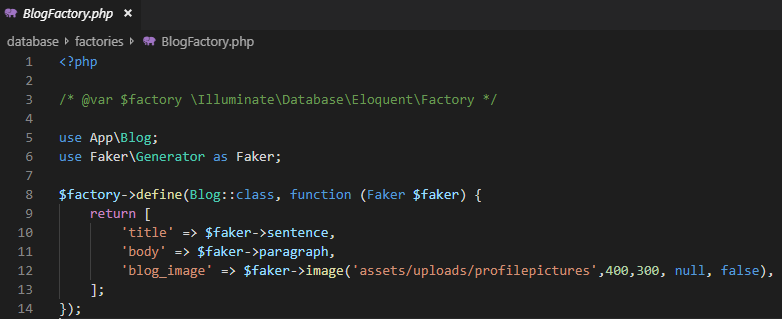 BlogFactory.php ×
database › factories › BlogFactory.php
1 <?php
2
3 /* @var $factory \Illuminate\Database\Eloquent\Factory */
4
5 use App\Blog;
6 use Faker\Generator as Faker;
7
8 $factory->define(Blog::class, function (Faker $faker) {
9     return [
10         'title' => $faker->sentence,
11         'body' => $faker->paragraph,
12         'blog_image' => $faker->image('assets/uploads/profilepictures',400,300, null, false),
13     ];
14 });